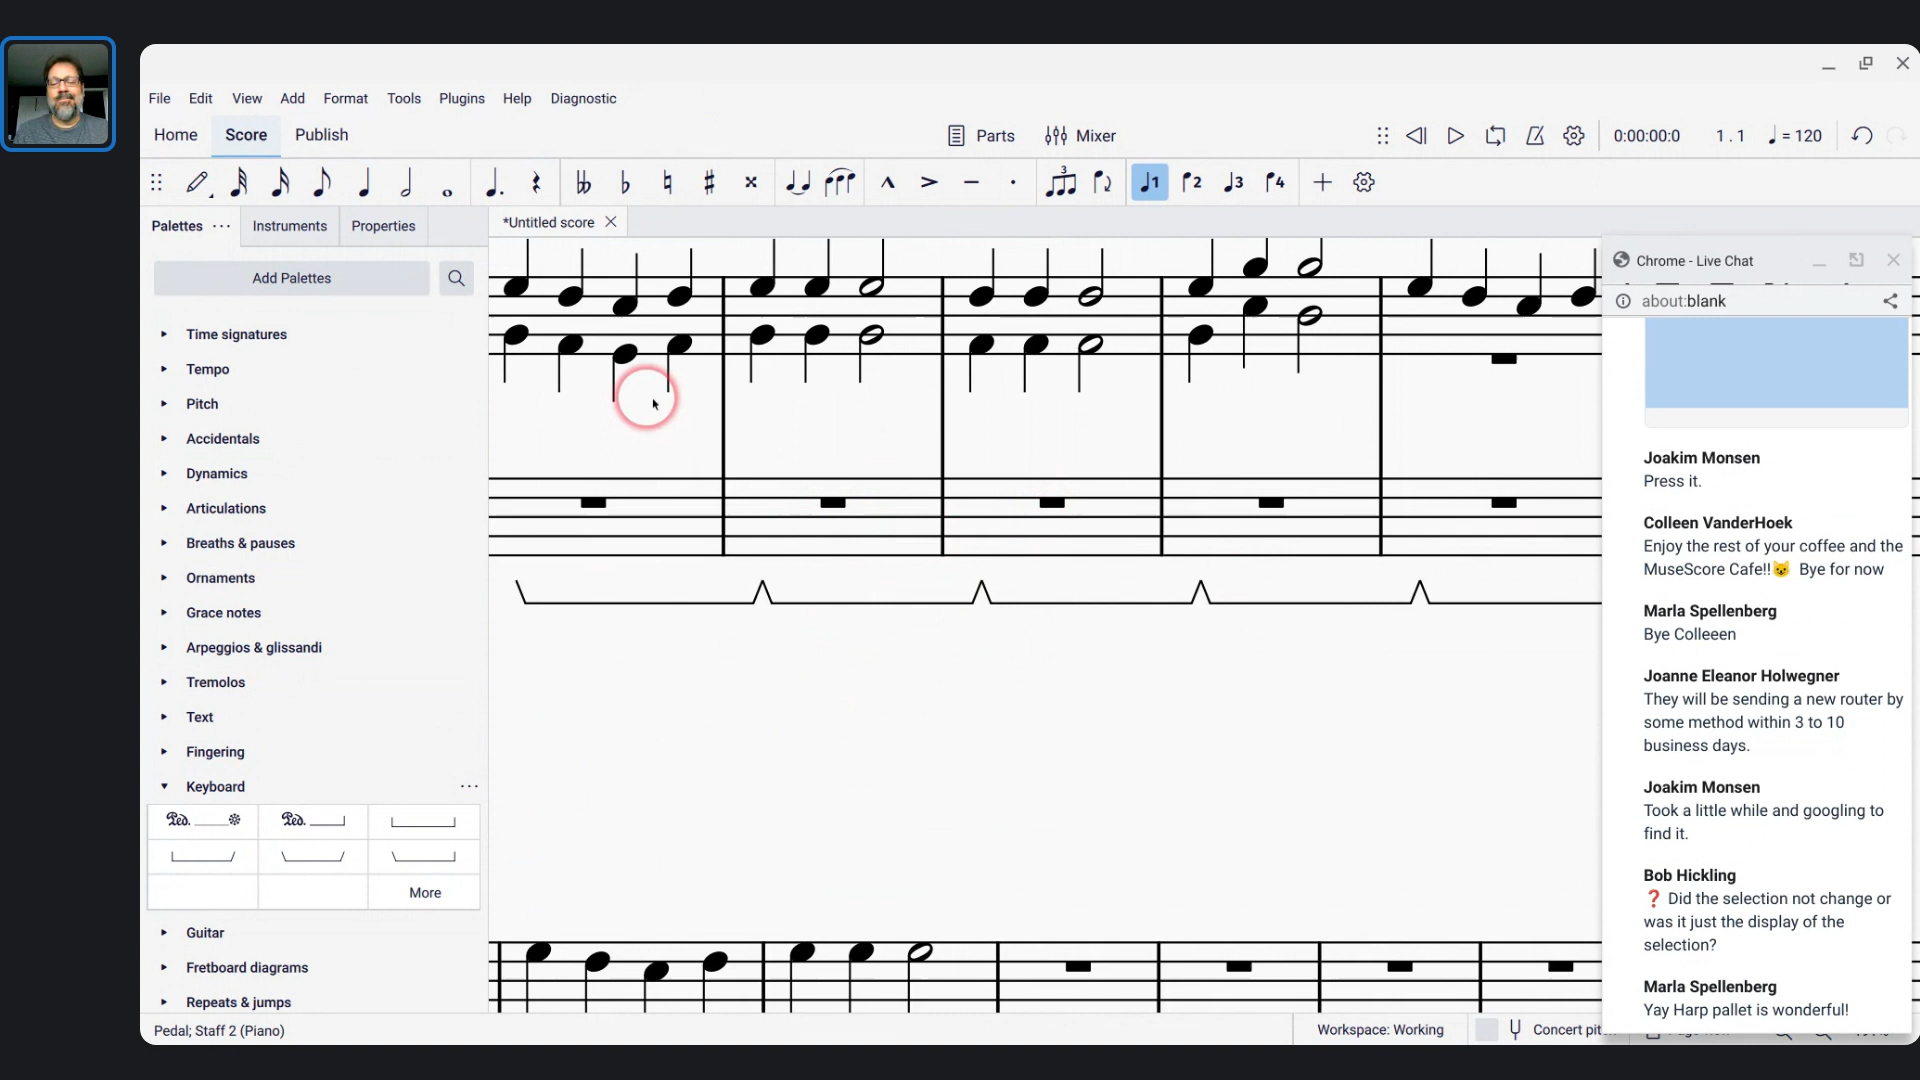 File Edit View Add Format Tools Plugins Help Diagnostic
Home Score Publish
Parts Mixer
0:00:00:0 1 . 1 = 120
3
1 2 3 4
Palettes ··· Instruments Properties
*Untitled score
Add Palettes
Time signatures
Tempo
Pitch
Accidentals
Dynamics
Articulations
Breaths & pauses
Ornaments
Grace notes
Arpeggios & glissandi
Tremolos
Text
Fingering
Keyboard ···
Ped. Ped.
More
Guitar
Fretboard diagrams
Repeats & jumps
Pedal; Staff 2 (Piano)
Workspace: Working
Concert pit
Chrome - Live Chat
about:blank
Joakim Monsen
Press it.
Colleen VanderHoek
Enjoy the rest of your coffee and the
MuseScore Cafe!!😺 Bye for now
Marla Spellenberg
Bye Colleeen
Joanne Eleanor Holwegner
They will be sending a new router by
some method within 3 to 10
business days.
Joakim Monsen
Took a little while and googling to
find it.
Bob Hickling
❓ Did the selection not change or
was it just the display of the
selection?
Marla Spellenberg
Yay Harp pallet is wonderful!